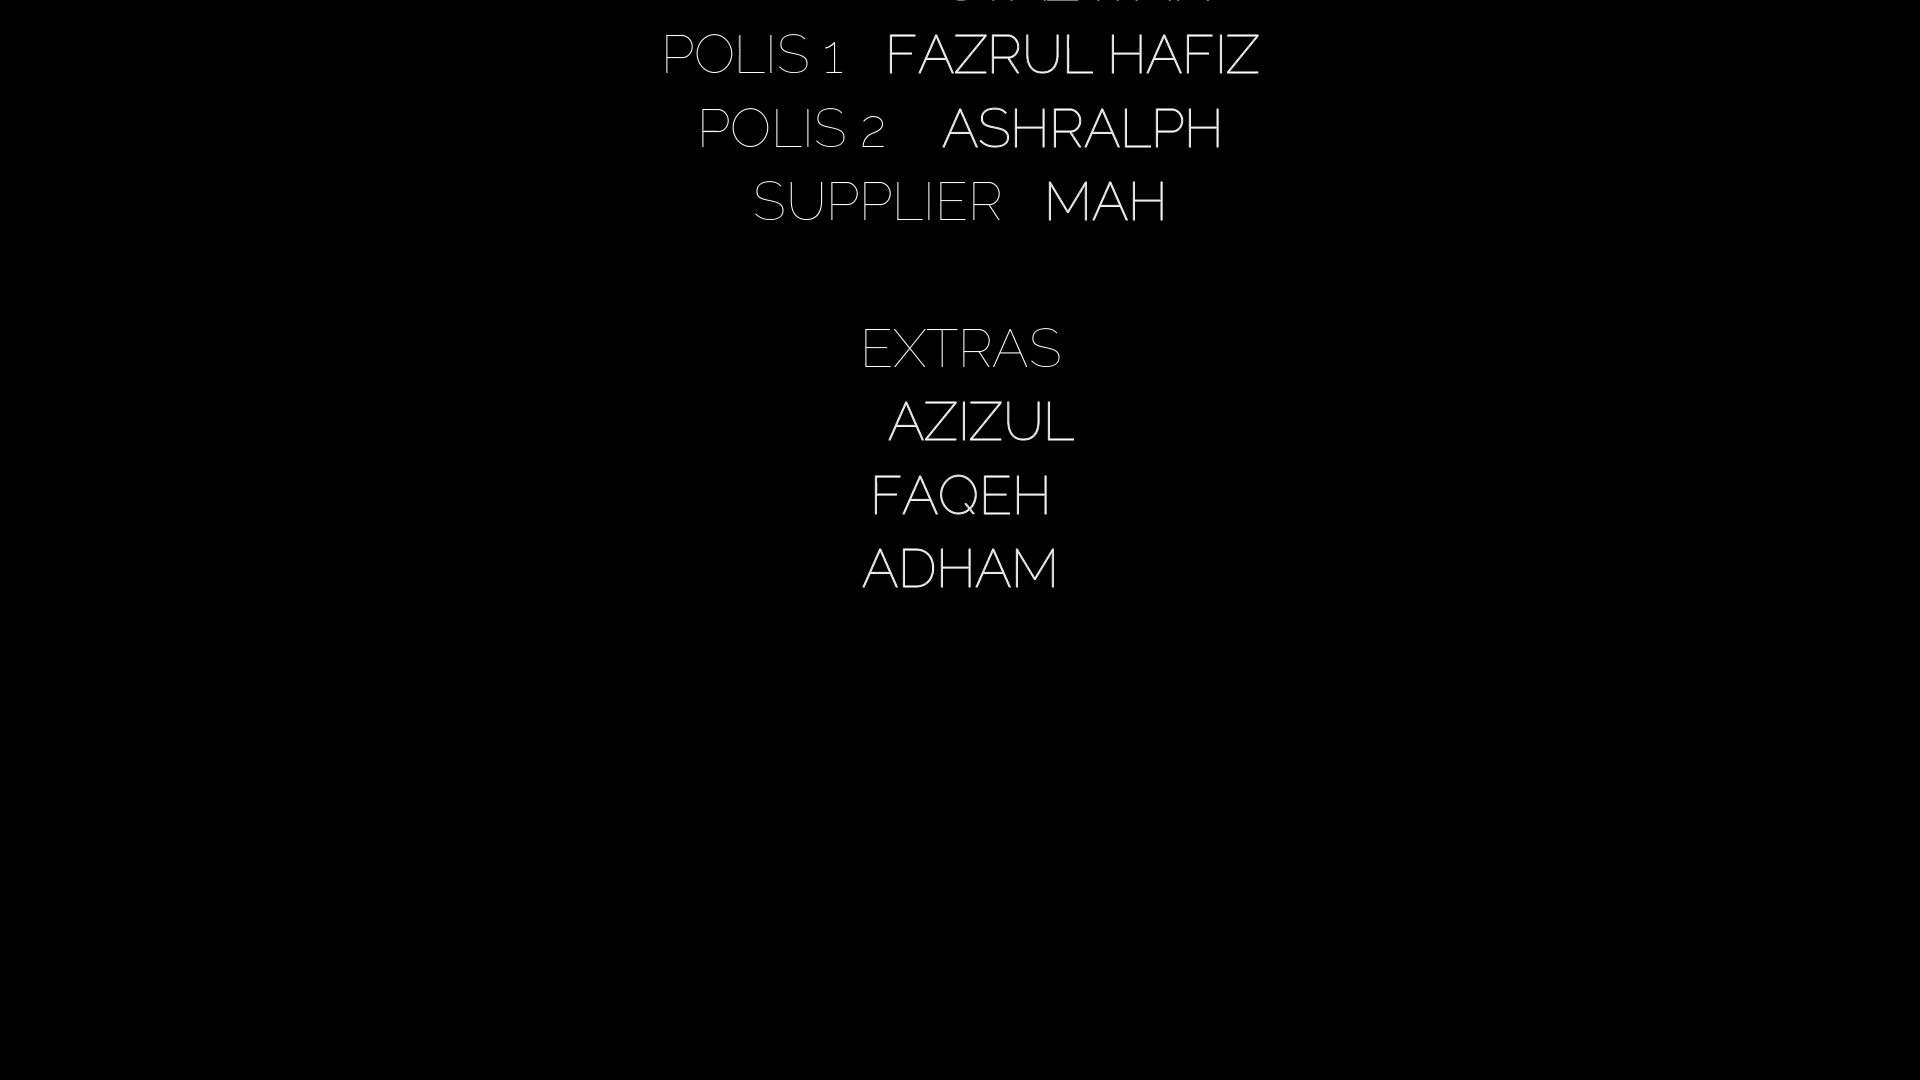 POLIS 1 FAZRUL HAFIZ
POLIS 2 ASHRALPH
SUPPLIER MAH
EXTRAS
AZIZUL
FAQEH
ADHAM